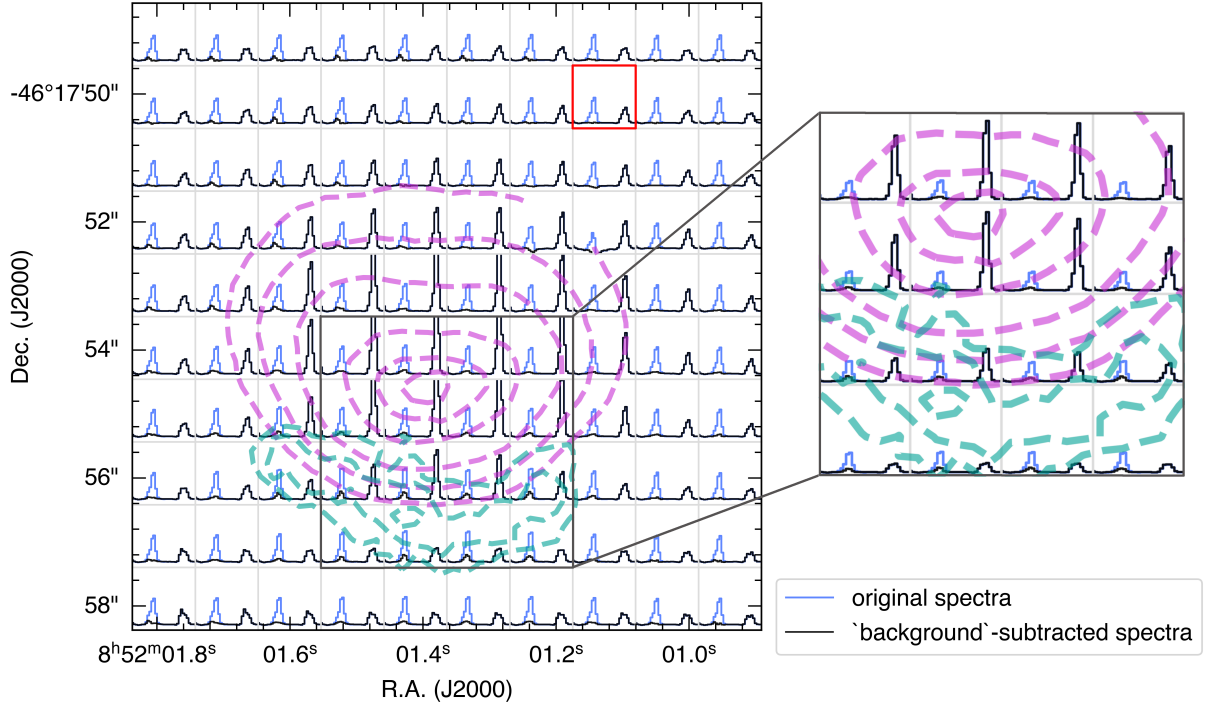 -46°17'50"
52"
54"
56"
58"
Dec. (J2000)
8ʰ52ᵐ01.8ˢ 01.6ˢ 01.4ˢ 01.2ˢ 01.0ˢ
R.A. (J2000)
original spectra
`background`-subtracted spectra